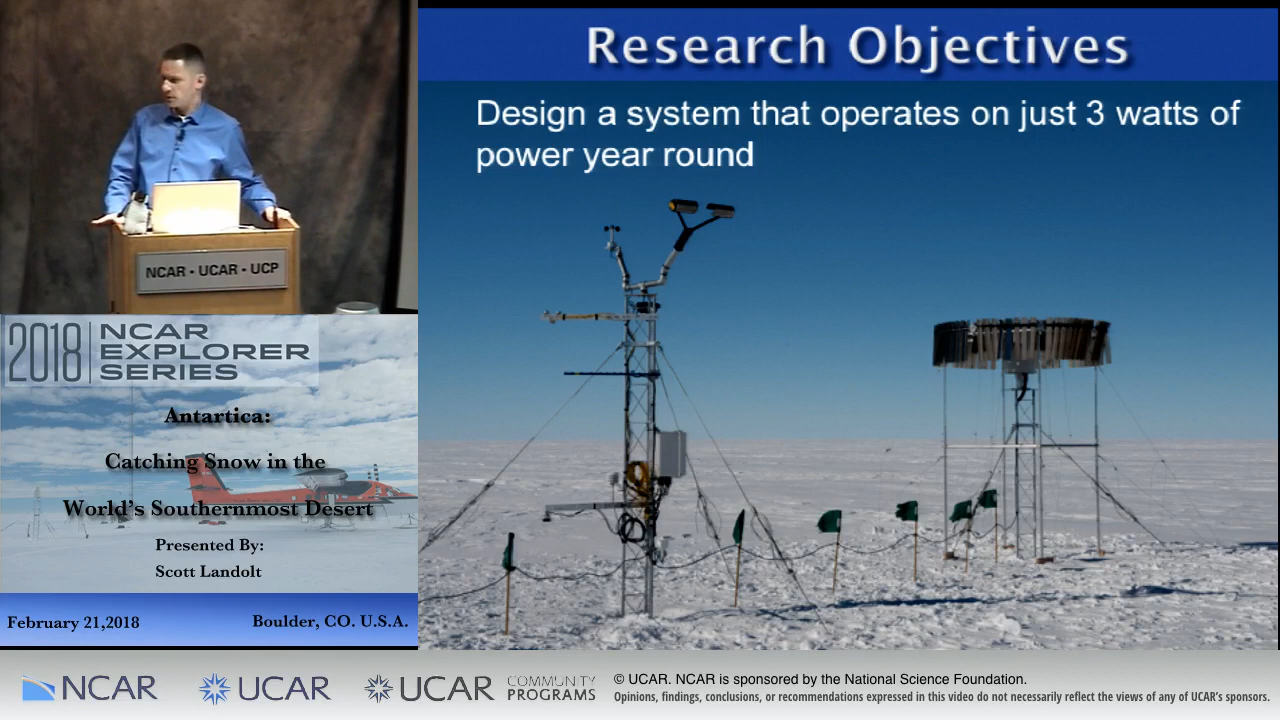 Research Objectives
Design a system that operates on just 3 watts of
power year round
NCAR • UCAR • UCP
2018 NCAR
EXPLORER
SERIES
Antartica:
Catching Snow in the
World's Southernmost Desert
Presented By:
Scott Landolt
February 21,2018
Boulder, CO. U.S.A.
NCAR
UCAR
UCAR
COMMUNITY
PROGRAMS
© UCAR. NCAR is sponsored by the National Science Foundation.
Opinions, findings, conclusions, or recommendations expressed in this video do not necessarily reflect the views of any of UCAR's sponsors.